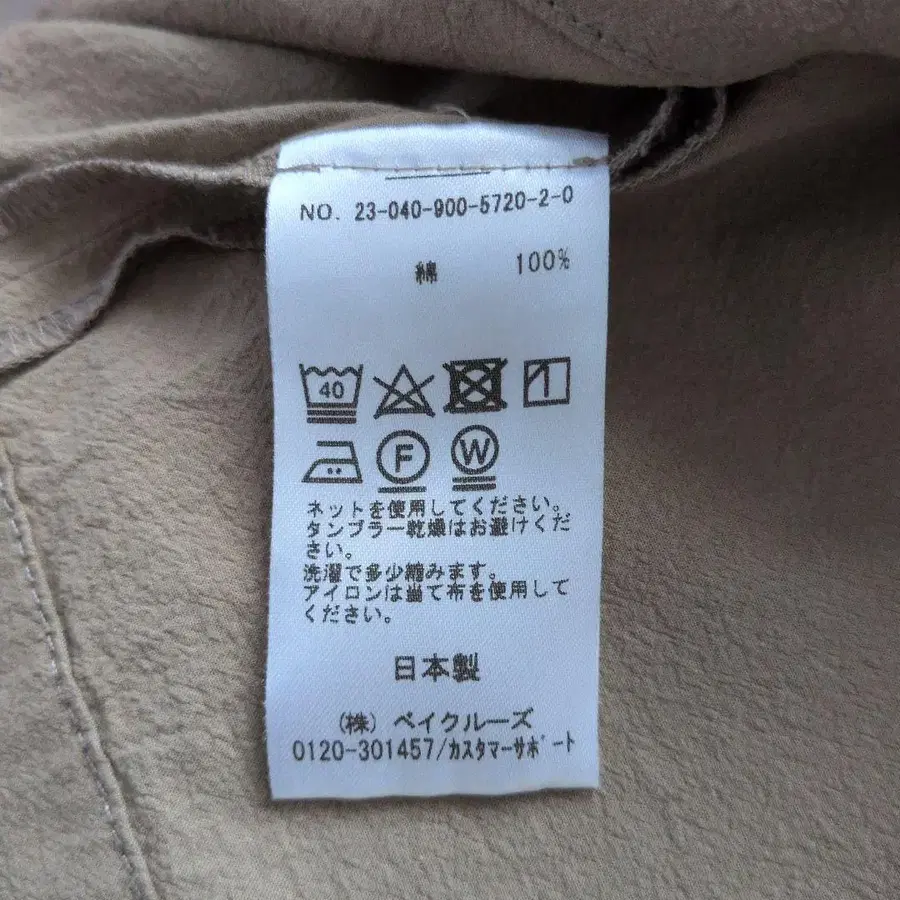 NO. 23-040-900-5720-2-0
綿 100%
40
F W
ネットを使用してください。
タンブラー乾燥はお避けくだ
さい。
洗濯で多少縮みます。
アイロンは当て布を使用して
ください。
日本製
(株) ベイクルーズ
0120-301457/カスタマーサポート